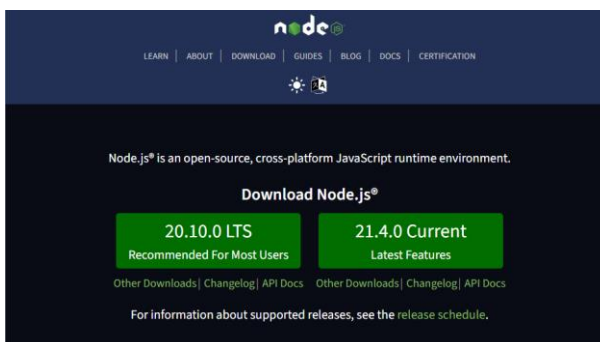 node JS
LEARN | ABOUT | DOWNLOAD | GUIDES | BLOG | DOCS | CERTIFICATION
Node.js® is an open-source, cross-platform JavaScript runtime environment.
Download Node.js®
20.10.0 LTS
Recommended For Most Users
21.4.0 Current
Latest Features
Other Downloads | Changelog | API Docs
Other Downloads | Changelog | API Docs
For information about supported releases, see the release schedule.